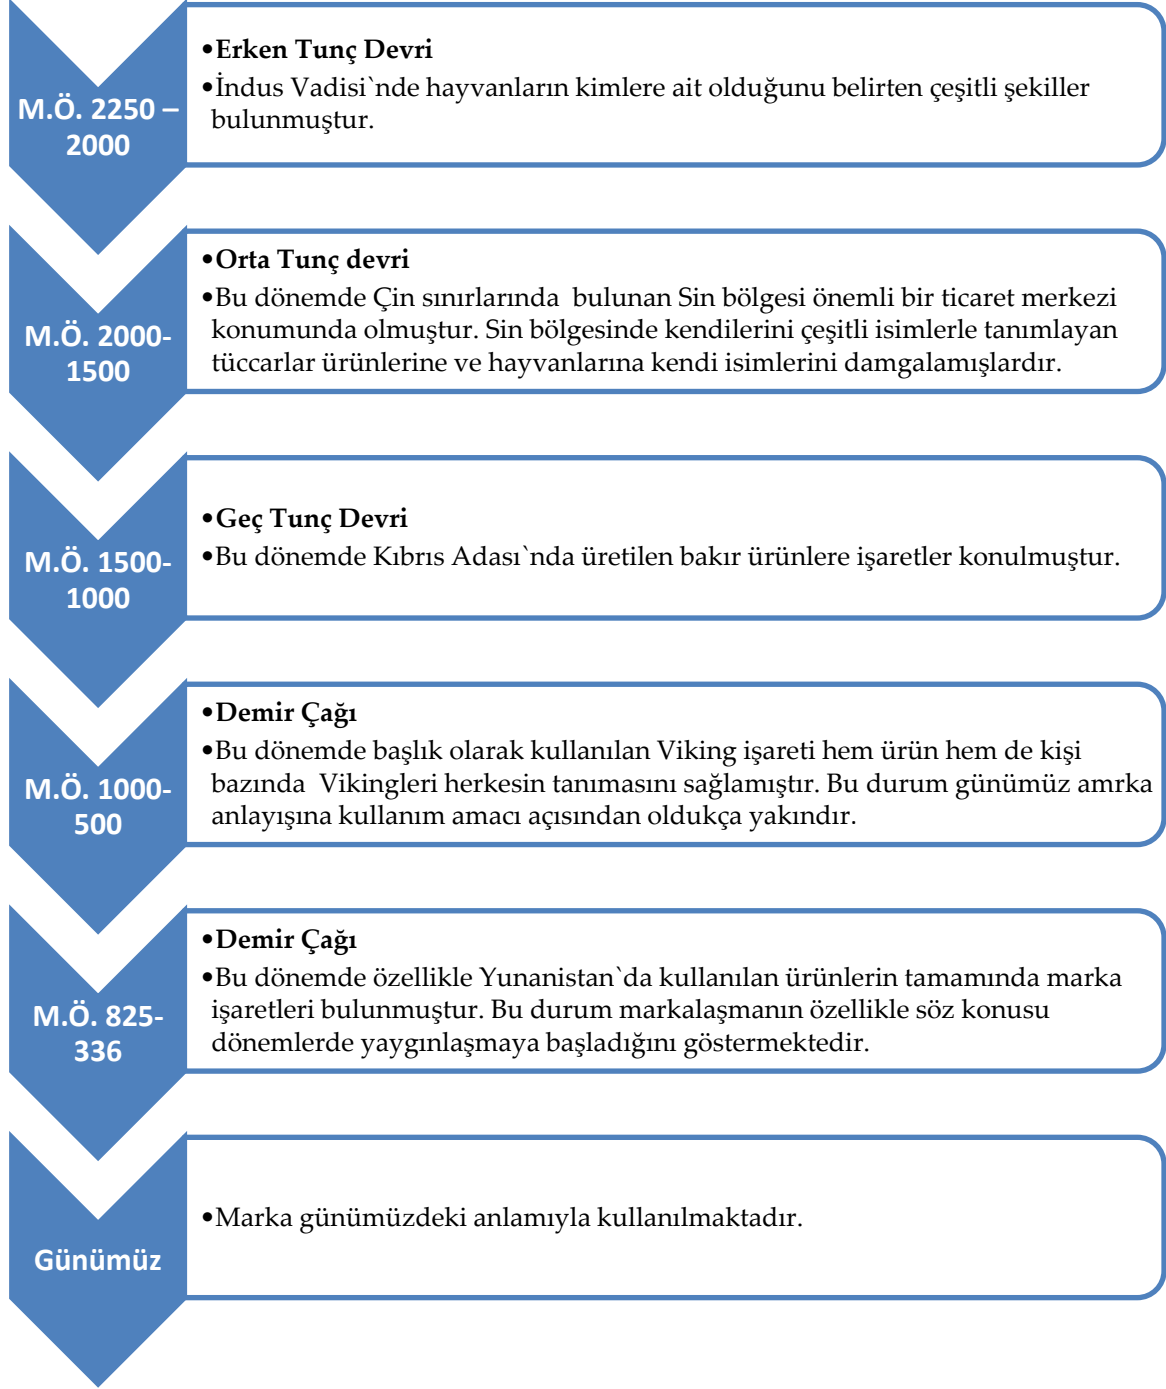 M.Ö. 2250 –
2000
•Erken Tunç Devri
•İndus Vadisi`nde hayvanların kimlere ait olduğunu belirten çeşitli şekiller
bulunmuştur.
M.Ö. 2000-
1500
•Orta Tunç devri
•Bu dönemde Çin sınırlarında  bulunan Sin bölgesi önemli bir ticaret merkezi
konumunda olmuştur. Sin bölgesinde kendilerini çeşitli isimlerle tanımlayan
tüccarlar ürünlerine ve hayvanlarına kendi isimlerini damgalamışlardır.
M.Ö. 1500-
1000
•Geç Tunç Devri
•Bu dönemde Kıbrıs Adası`nda üretilen bakır ürünlere işaretler konulmuştur.
M.Ö. 1000-
500
•Demir Çağı
•Bu dönemde başlık olarak kullanılan Viking işareti hem ürün hem de kişi
bazında  Vikingleri herkesin tanımasını sağlamıştır. Bu durum günümüz amrka
anlayışına kullanım amacı açısından oldukça yakındır.
M.Ö. 825-
336
•Demir Çağı
•Bu dönemde özellikle Yunanistan`da kullanılan ürünlerin tamamında marka
işaretleri bulunmuştur. Bu durum markalaşmanın özellikle söz konusu
dönemlerde yaygınlaşmaya başladığını göstermektedir.
Günümüz
•Marka günümüzdeki anlamıyla kullanılmaktadır.